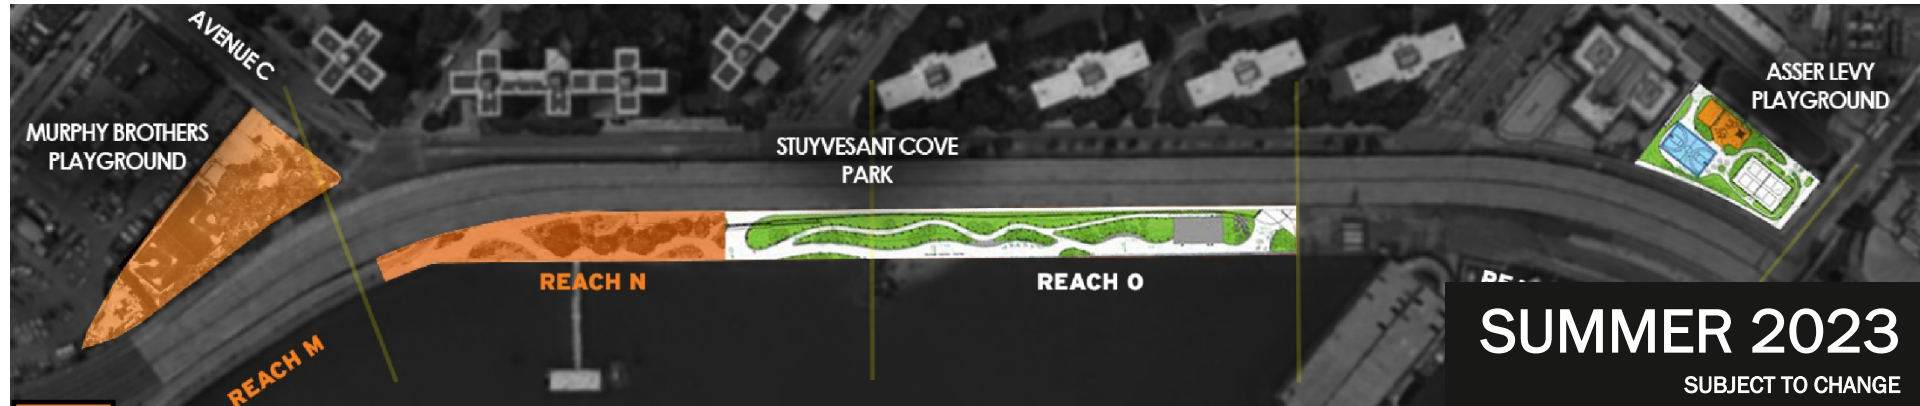 AVENUE C
MURPHY BROTHERS
PLAYGROUND
STUYVESANT COVE
PARK
ASSER LEVY
PLAYGROUND
REACH M
REACH N
REACH O
SUMMER 2023
SUBJECT TO CHANGE